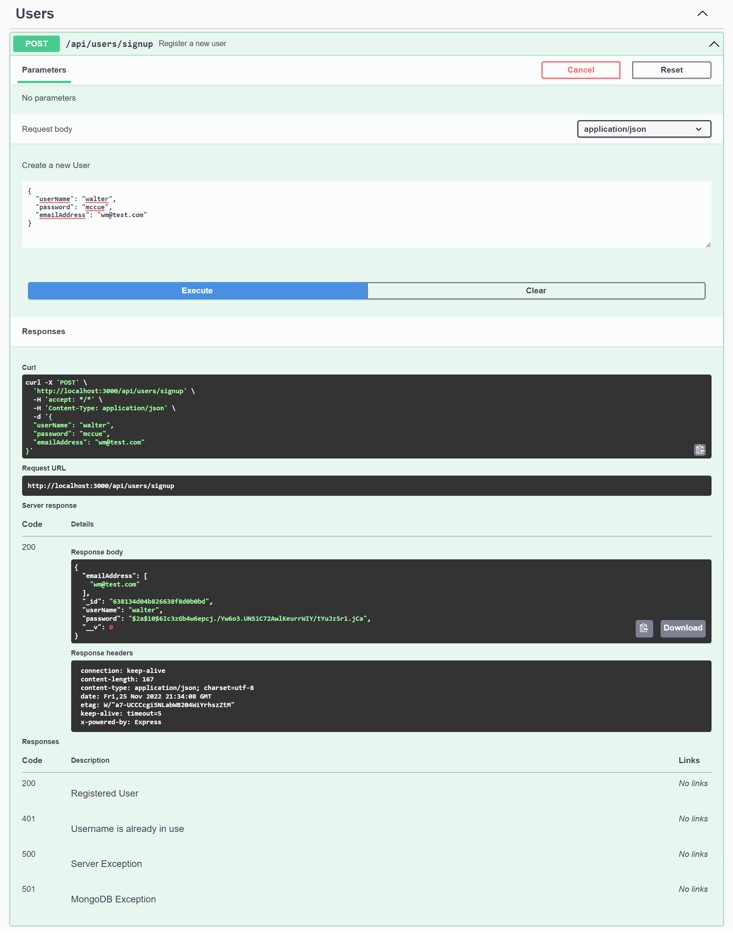 Users
POST /api/users/signup Register a new user
Parameters Cancel Reset
No parameters
Request body application/json
Create a new User
{
"userName": "walter",
"password": "mccue",
"emailAddress": "wm@test.com"
}
Execute Clear
Responses
Curl
curl -X 'POST' \
'http://localhost:3000/api/users/signup' \
-H 'accept: */*' \
-H 'Content-Type: application/json' \
-d '{
"userName": "walter",
"password": "mccue",
"emailAddress": "wm@test.com"
}'
Request URL
http://localhost:3000/api/users/signup
Server response
Code Details
200
Response body
{
"emailAddress": [
"wm@test.com"
],
"_id": "638134d04b826638f8d0b0bd",
"userName": "walter",
"password": "$2a$10$6Ic3zGb4w6epcj./Yw6o3.UNS1C72AwlKeurrWIY/tYuJz5r1.jCa",
"__v": 0
}
Download
Response headers
connection: keep-alive
content-length: 167
content-type: application/json; charset=utf-8
date: Fri,25 Nov 2022 21:34:08 GMT
etag: W/"a7-UCCCcgi5NLabWB204WiYrhszZtM"
keep-alive: timeout=5
x-powered-by: Express
Responses
Code Description Links
200 Registered User No links
401 Username is already in use No links
500 Server Exception No links
501 MongoDB Exception No links